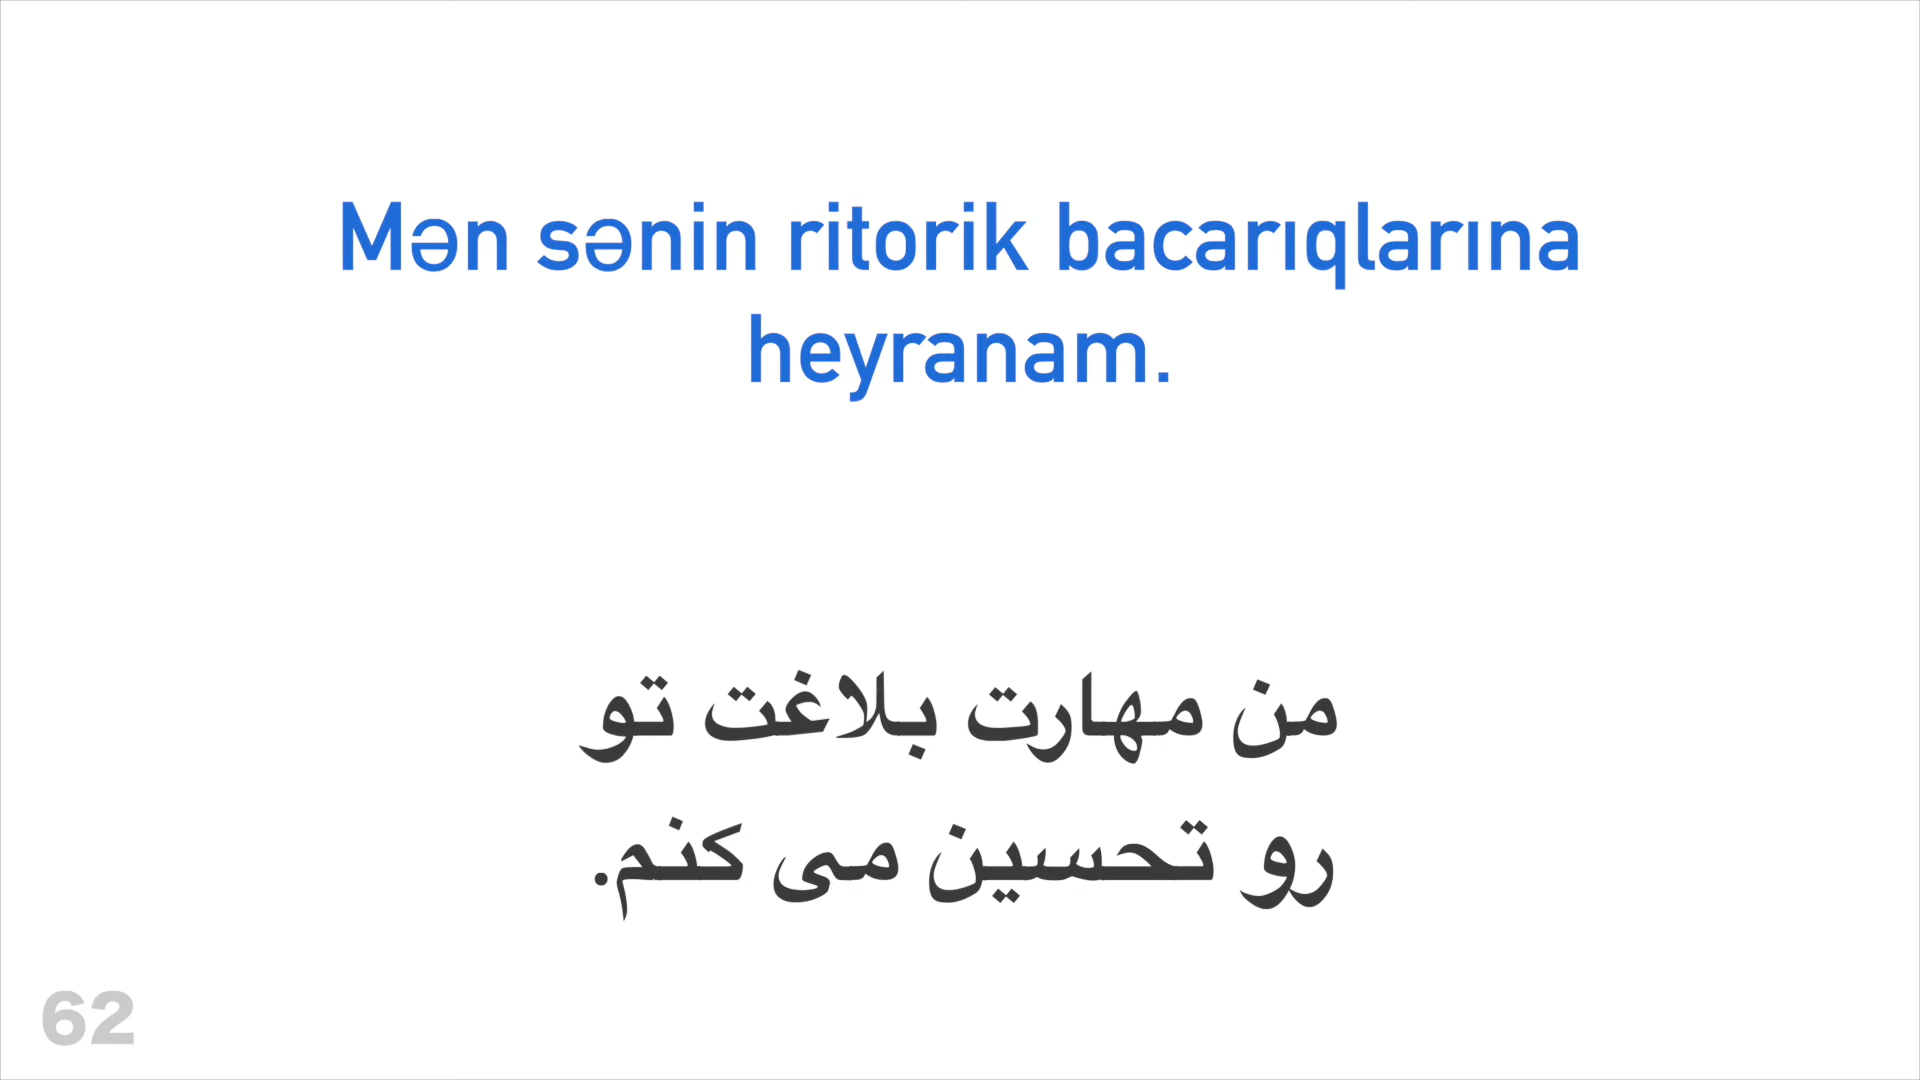 Mən sənin ritorik bacarıqlarına
heyranam.
من مهارت بلاغت تو
رو تحسین می کنم.
62